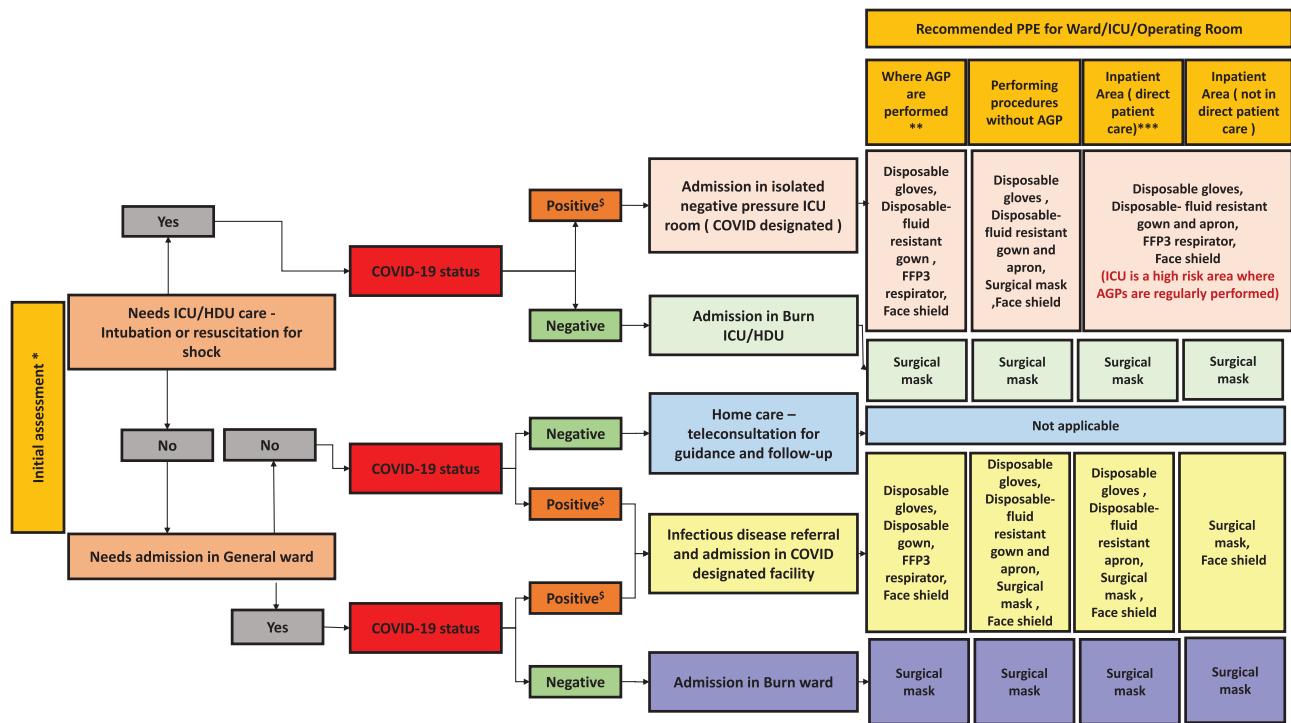 Recommended PPE for Ward/ICU/Operating Room
Where AGP
are
performed
**
Performing
procedures
without AGP
Inpatient
Area ( direct
patient
care)***
Inpatient
Area ( not in
direct patient
care )
Initial assessment *
Needs ICU/HDU care -
Intubation or resuscitation for
shock
Yes
COVID-19 status
Positive$
Admission in isolated
negative pressure ICU
room ( COVID designated )
Disposable
gloves,
Disposable-
fluid
resistant
gown ,
FFP3
respirator,
Face shield
Disposable
gloves ,
Disposable-
fluid resistant
gown and
apron,
Surgical mask
,Face shield
Disposable gloves,
Disposable- fluid resistant
gown and apron,
FFP3 respirator,
Face shield
(ICU is a high risk area where
AGPs are regularly performed)
Negative
Admission in Burn
ICU/HDU
Surgical
mask
Surgical
mask
Surgical
mask
Surgical
mask
No
Needs admission in General ward
No
COVID-19 status
Negative
Home care –
teleconsultation for
guidance and follow-up
Not applicable
Positive$
Infectious disease referral
and admission in COVID
designated facility
Disposable
gloves,
Disposable
gown,
FFP3
respirator,
Face shield
Disposable
gloves,
Disposable-
fluid
resistant
gown and
apron,
Surgical
mask ,
Face shield
Disposable
gloves ,
Disposable-
fluid
resistant
apron,
Surgical
mask ,
Face shield
Surgical
mask,
Face shield
Yes
COVID-19 status
Positive$
Negative
Admission in Burn ward
Surgical
mask
Surgical
mask
Surgical
mask
Surgical
mask